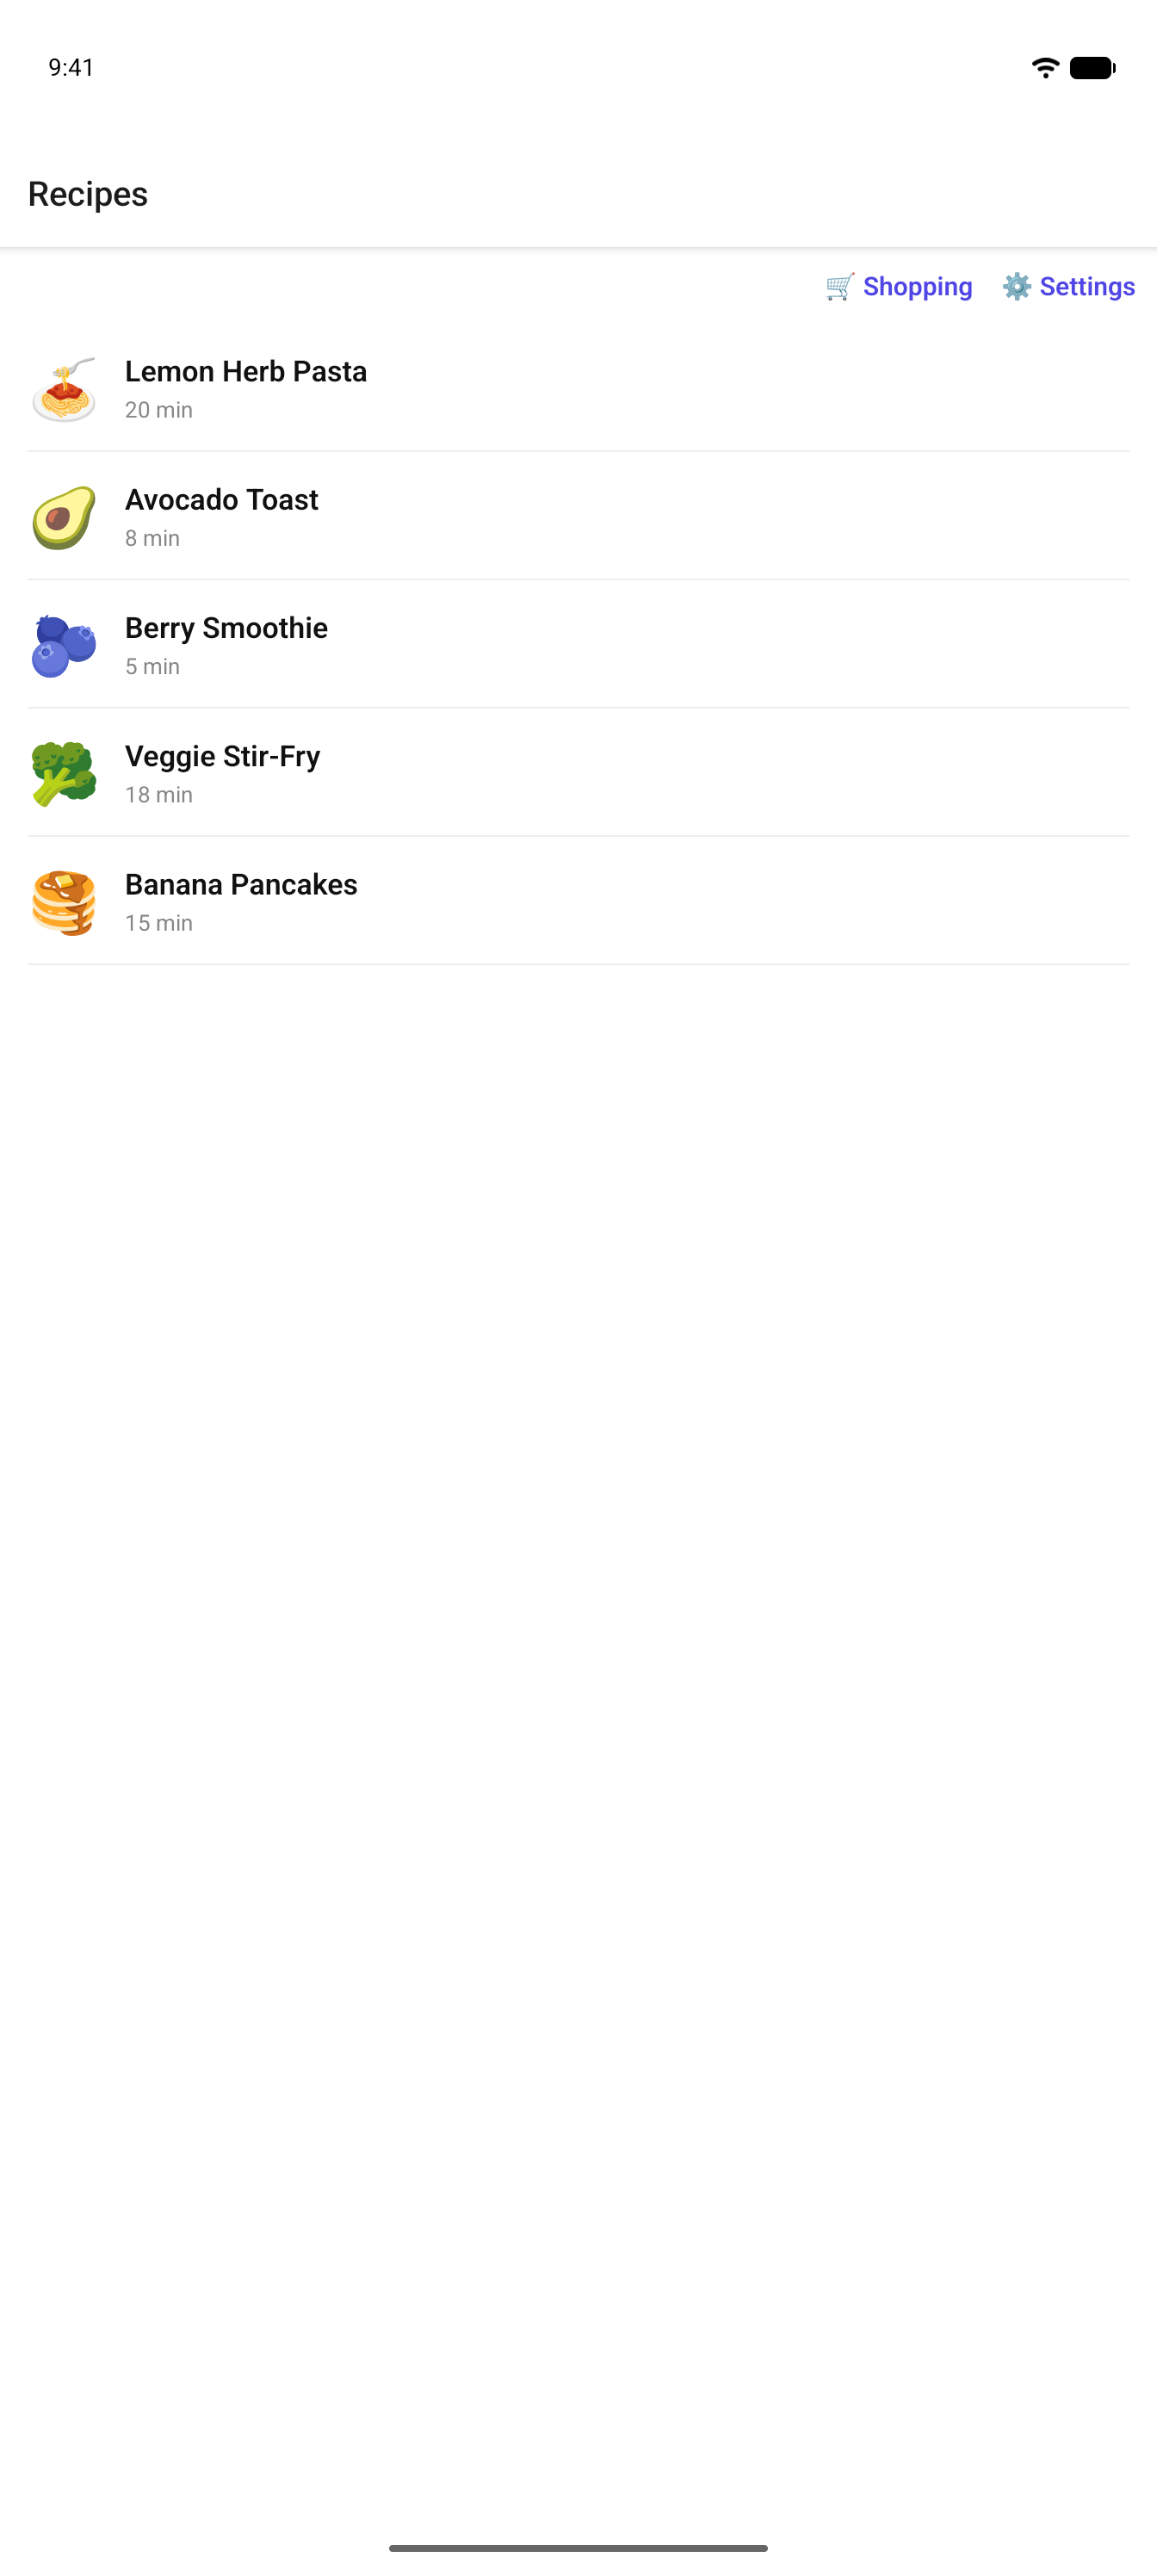 9:41
Recipes
🛒 Shopping ⚙️ Settings
Lemon Herb Pasta
20 min
Avocado Toast
8 min
Berry Smoothie
5 min
Veggie Stir-Fry
18 min
Banana Pancakes
15 min